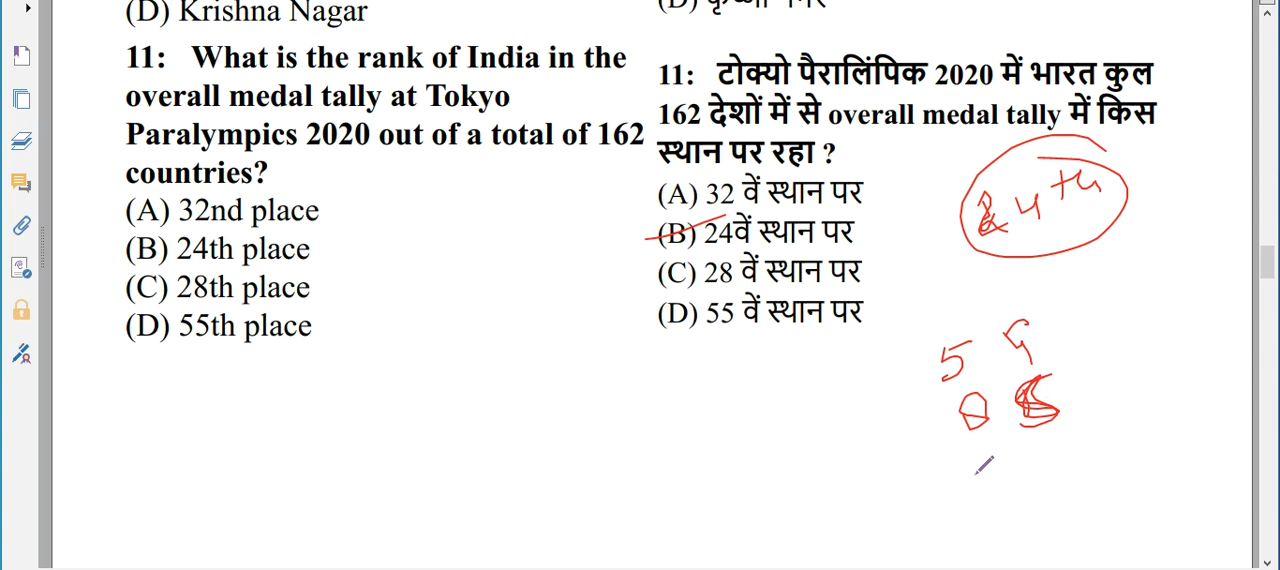 (D) Krishna Nagar
11: What is the rank of India in the
overall medal tally at Tokyo
Paralympics 2020 out of a total of 162
countries?
(A) 32nd place
(B) 24th place
(C) 28th place
(D) 55th place
11: टोक्यो पैरालिंपिक 2020 में भारत कुल
162 देशों में से overall medal tally में किस
स्थान पर रहा ?
(A) 32 वें स्थान पर
(B) 24वें स्थान पर
(C) 28 वें स्थान पर
(D) 55 वें स्थान पर
24th
5
8